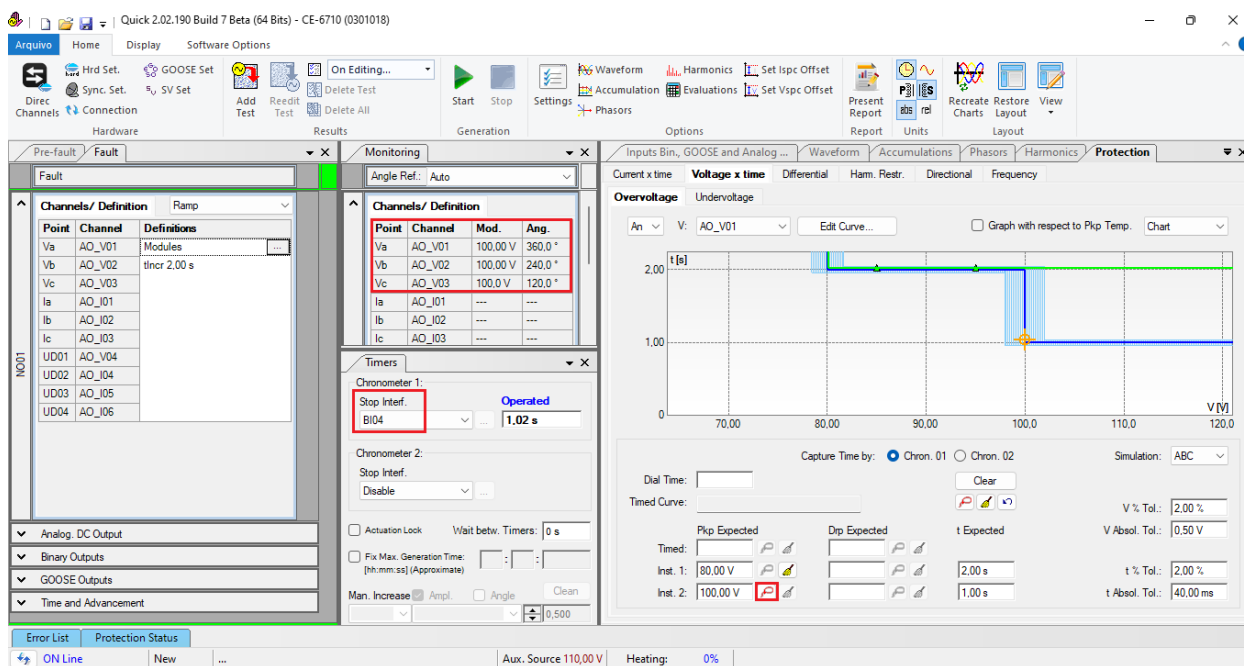 Quick 2.02.190 Build 7 Beta (64 Bits) - CE-6710 (0301018)
Arquivo Home Display Software Options
Direc Channels
Hrd Set.
Sync. Set.
Connection
GOOSE Set
SV Set
Hardware
Add Test
Reedit Test
On Editing...
Delete Test
Delete All
Results
Start Stop
Generation
Settings
Waveform
Accumulation
Phasors
Harmonics
Evaluations
Set Ispc Offset
Set Vspc Offset
Options
Present Report
Report
abs rel
Units
Recreate Charts
Restore Layout
View
Layout
Pre-fault Fault
Fault
Channels/ Definition Ramp
Point Channel Definitions
Va AO_V01 Modules ...
Vb AO_V02 tIncr 2,00 s
Vc AO_V03
Ia AO_I01
Ib AO_I02
Ic AO_I03
UD01 AO_V04
UD02 AO_I04
UD03 AO_I05
UD04 AO_I06
NO01
Analog. DC Output
Binary Outputs
GOOSE Outputs
Time and Advancement
Monitoring
Angle Ref.: Auto
Channels/ Definition
Point Channel Mod. Ang.
Va AO_V01 100,00 V 360,0 °
Vb AO_V02 100,00 V 240,0 °
Vc AO_V03 100,0 V 120,0 °
Ia AO_I01 --- ---
Ib AO_I02 --- ---
Ic AO_I03 --- ---
Timers
Chronometer 1:
Stop Interf. Operated
BI04 ... 1,02 s
Chronometer 2:
Stop Interf.
Disable ...
Actuation Lock Wait betw. Timers: 0 s
Fix Max. Generation Time:
[hh:mm:ss] (Approximate)
: :
Man. Increase Ampl. Angle Clean
0,500
Inputs Bin., GOOSE and Analog ... Waveform Accumulations Phasors Harmonics Protection
Current x time Voltage x time Differential Harm. Restr. Directional Frequency
Overvoltage Undervoltage
An V: AO_V01 Edit Curve... Graph with respect to Pkp Temp. Chart
t [s]
2,00
1,00
0
70,00 80,00 90,00 100,0 110,0 120,0
V [V]
Capture Time by: Chron. 01 Chron. 02 Simulation: ABC
Dial Time: Clear
Timed Curve: V % Tol.: 2,00 %
Pkp Expected Drp Expected t Expected V Absol. Tol.: 0,50 V
Timed:
Inst. 1: 80,00 V 2,00 s t % Tol.: 2,00 %
Inst. 2: 100,00 V 1,00 s t Absol. Tol.: 40,00 ms
Error List Protection Status
ON Line New ... Aux. Source 110,00 V Heating: 0%